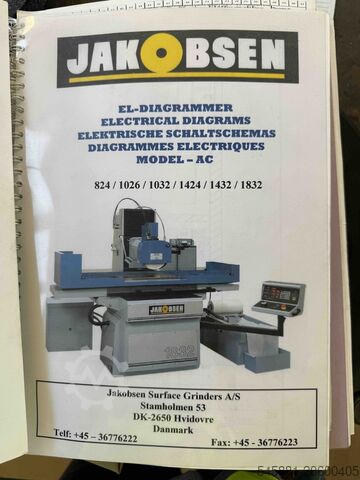 JAKOBSEN
EL-DIAGRAMMER
ELECTRICAL DIAGRAMS
ELEKTRISCHE SCHALTSCHEMAS
DIAGRAMMES ELECTRIQUES
MODEL – AC
824 / 1026 / 1032 / 1424 / 1432 / 1832
JAKOBSEN
1832
Jakobsen Surface Grinders A/S
Stamholmen 53
DK-2650 Hvidovre
Danmark
Telf: +45 – 36776222 Fax: +45 - 36776223